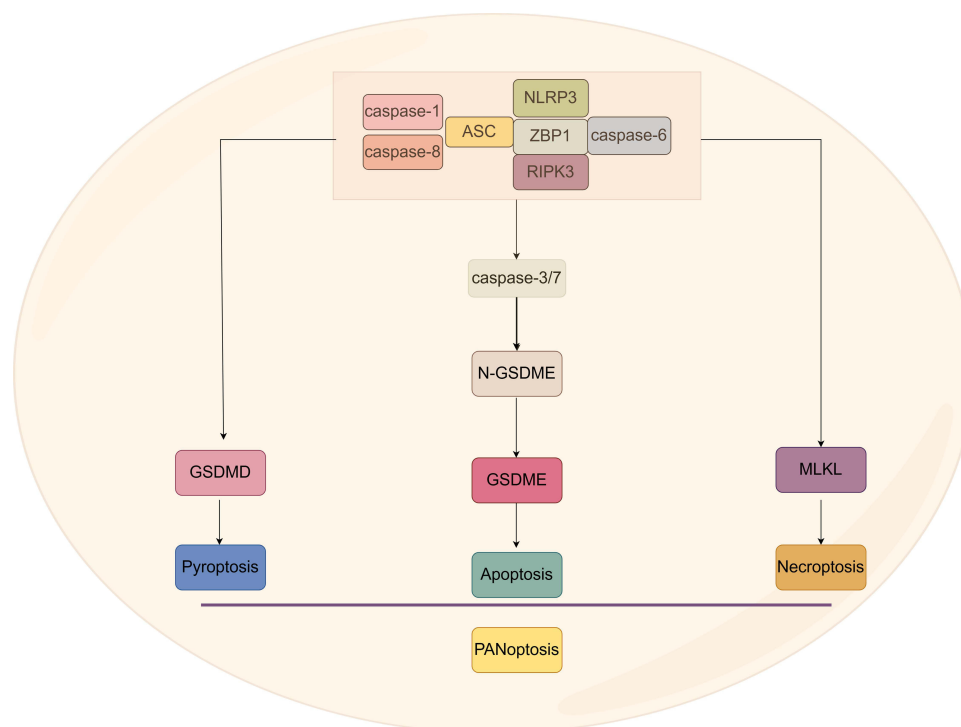 NLRP3
caspase-1
ASC
ZBP1
caspase-6
caspase-8
RIPK3
caspase-3/7
N-GSDME
GSDMD
GSDME
MLKL
Pyroptosis
Apoptosis
Necroptosis
PANoptosis